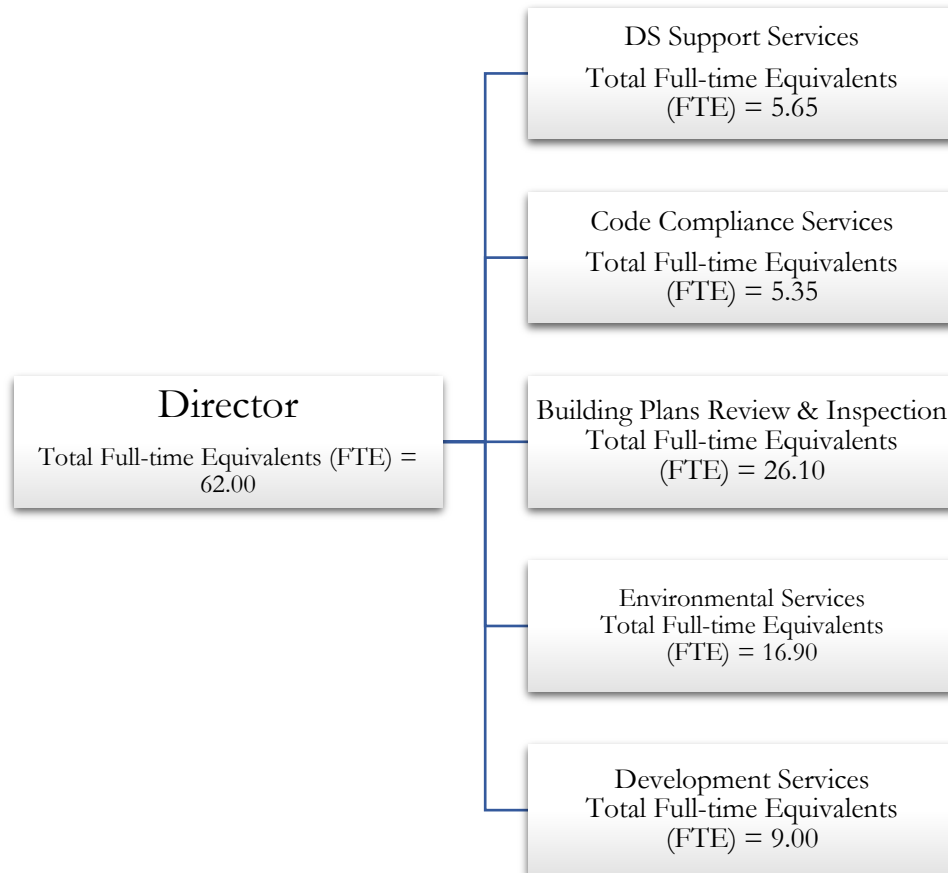 DS Support Services
Total Full-time Equivalents
(FTE) = 5.65
Code Compliance Services
Total Full-time Equivalents
(FTE) = 5.35
Director
Total Full-time Equivalents (FTE) =
62.00
Building Plans Review & Inspection
Total Full-time Equivalents
(FTE) = 26.10
Environmental Services
Total Full-time Equivalents
(FTE) = 16.90
Development Services
Total Full-time Equivalents
(FTE) = 9.00